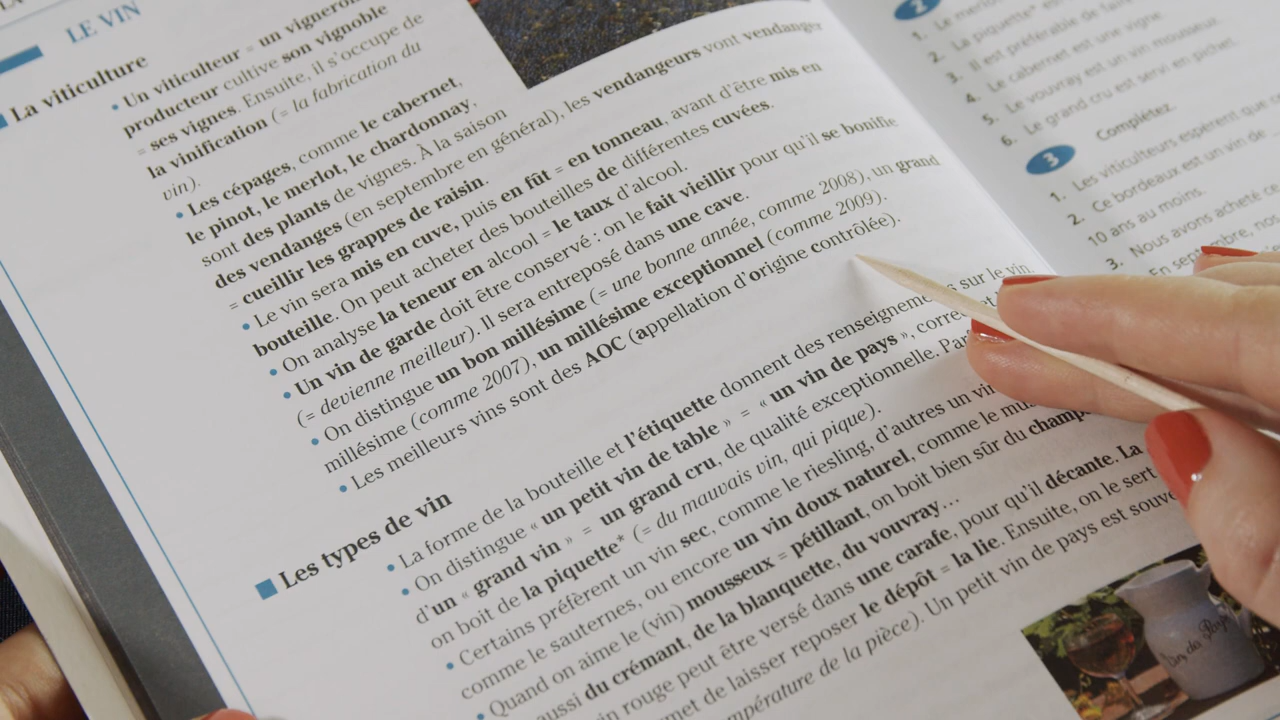 LE VIN
La viticulture
• Un viticulteur = un vigneron
producteur cultive son vignoble
= ses vignes. Ensuite, il s'occupe de
la vinification (= la fabrication du
vin).
• Les cépages, comme le cabernet,
le pinot, le merlot, le chardonnay,
sont des plants de vignes. À la saison
des vendanges (en septembre en général), les vendangeurs vont vendanger
= cueillir les grappes de raisin.
• Le vin sera mis en cuve, puis en fût = en tonneau, avant d'être mis en
bouteille. On peut acheter des bouteilles de différentes cuvées.
• On analyse la teneur en alcool = le taux d'alcool.
• Un vin de garde doit être conservé : on le fait vieillir pour qu'il se bonifie
(= devienne meilleur). Il sera entreposé dans une cave.
• On distingue un bon millésime (= une bonne année, comme 2008), un grand
millésime (comme 2007), un millésime exceptionnel (comme 2009).
• Les meilleurs vins sont des AOC (appellation d'origine contrôlée).
Les types de vin
• La forme de la bouteille et l'étiquette donnent des renseignements sur le vin.
• On distingue « un petit vin de table » = « un vin de pays »,
d'un « grand vin » = un grand cru, de qualité exceptionnelle.
on boit de la piquette* (= du mauvais vin, qui pique).
• Certains préfèrent un vin sec, comme le riesling, d'autres un vin
comme le sauternes, ou encore un vin doux naturel, comme le
• Quand on aime le (vin) mousseux = pétillant, on boit bien sûr du
aussi du crémant, de la blanquette, du vouvray...
rouge peut être versé dans une carafe, pour qu'il décante. La
de laisser reposer le dépôt = la lie. Ensuite, on le sert
de la pièce). Un petit vin de pays est
Vin du Pays
2
1. Le
2. La piquette*
3. Il est préférable de
4. Le cabernet est une vigne.
5. Le vouvray est un vin mousseux.
6. Le grand cru est servi en pichet.
3 Complétez.
1. Les viticulteurs espèrent que
2. Ce bordeaux est un vin de
10 ans au moins.
3. Nous avons acheté
En septembre,